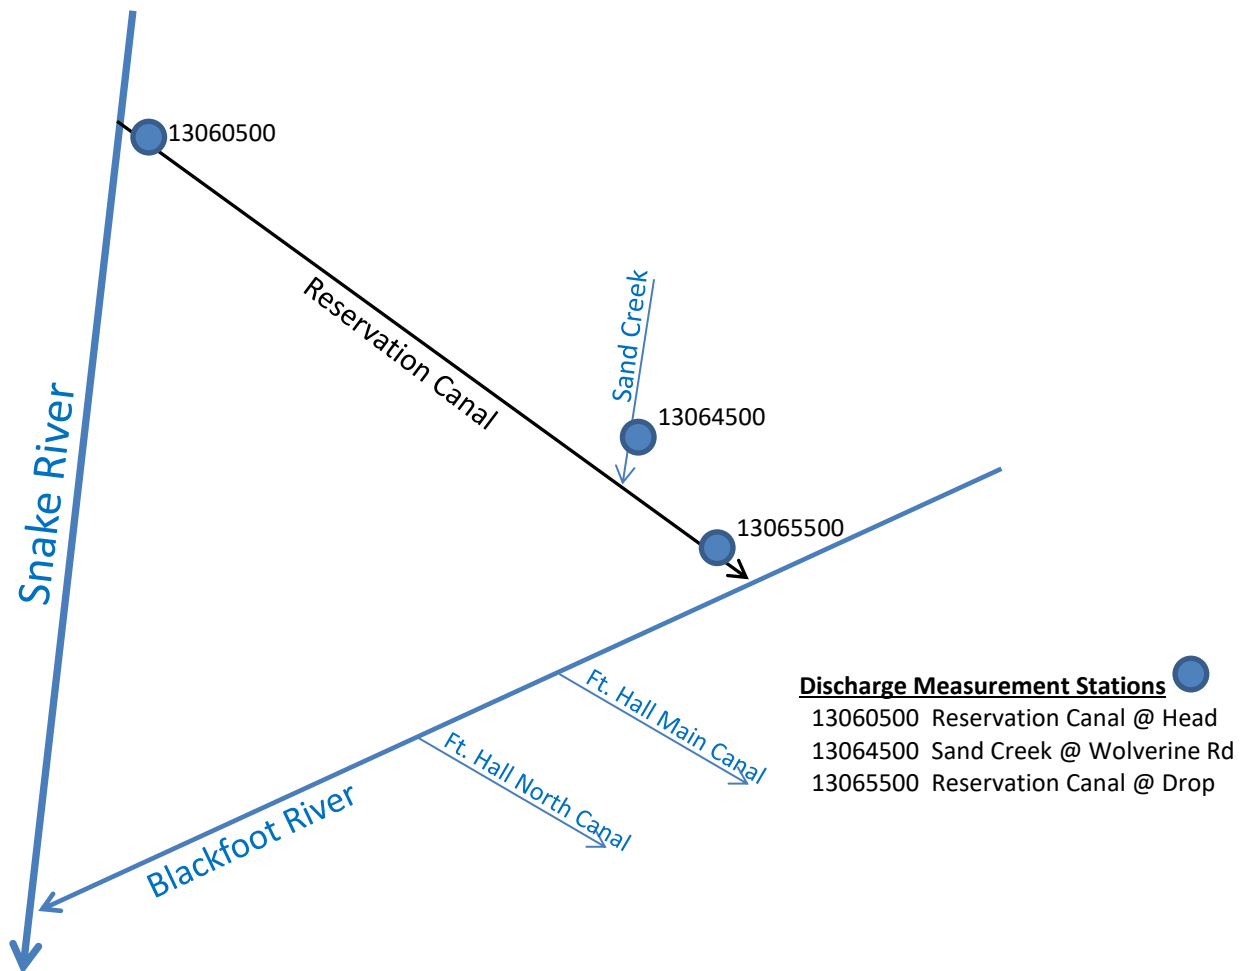 13060500
Reservation Canal
Sand Creek
13064500
Snake River
13065500
Ft. Hall Main Canal
Ft. Hall North Canal
Blackfoot River
Discharge Measurement Stations
13060500 Reservation Canal @ Head
13064500 Sand Creek @ Wolverine Rd
13065500 Reservation Canal @ Drop